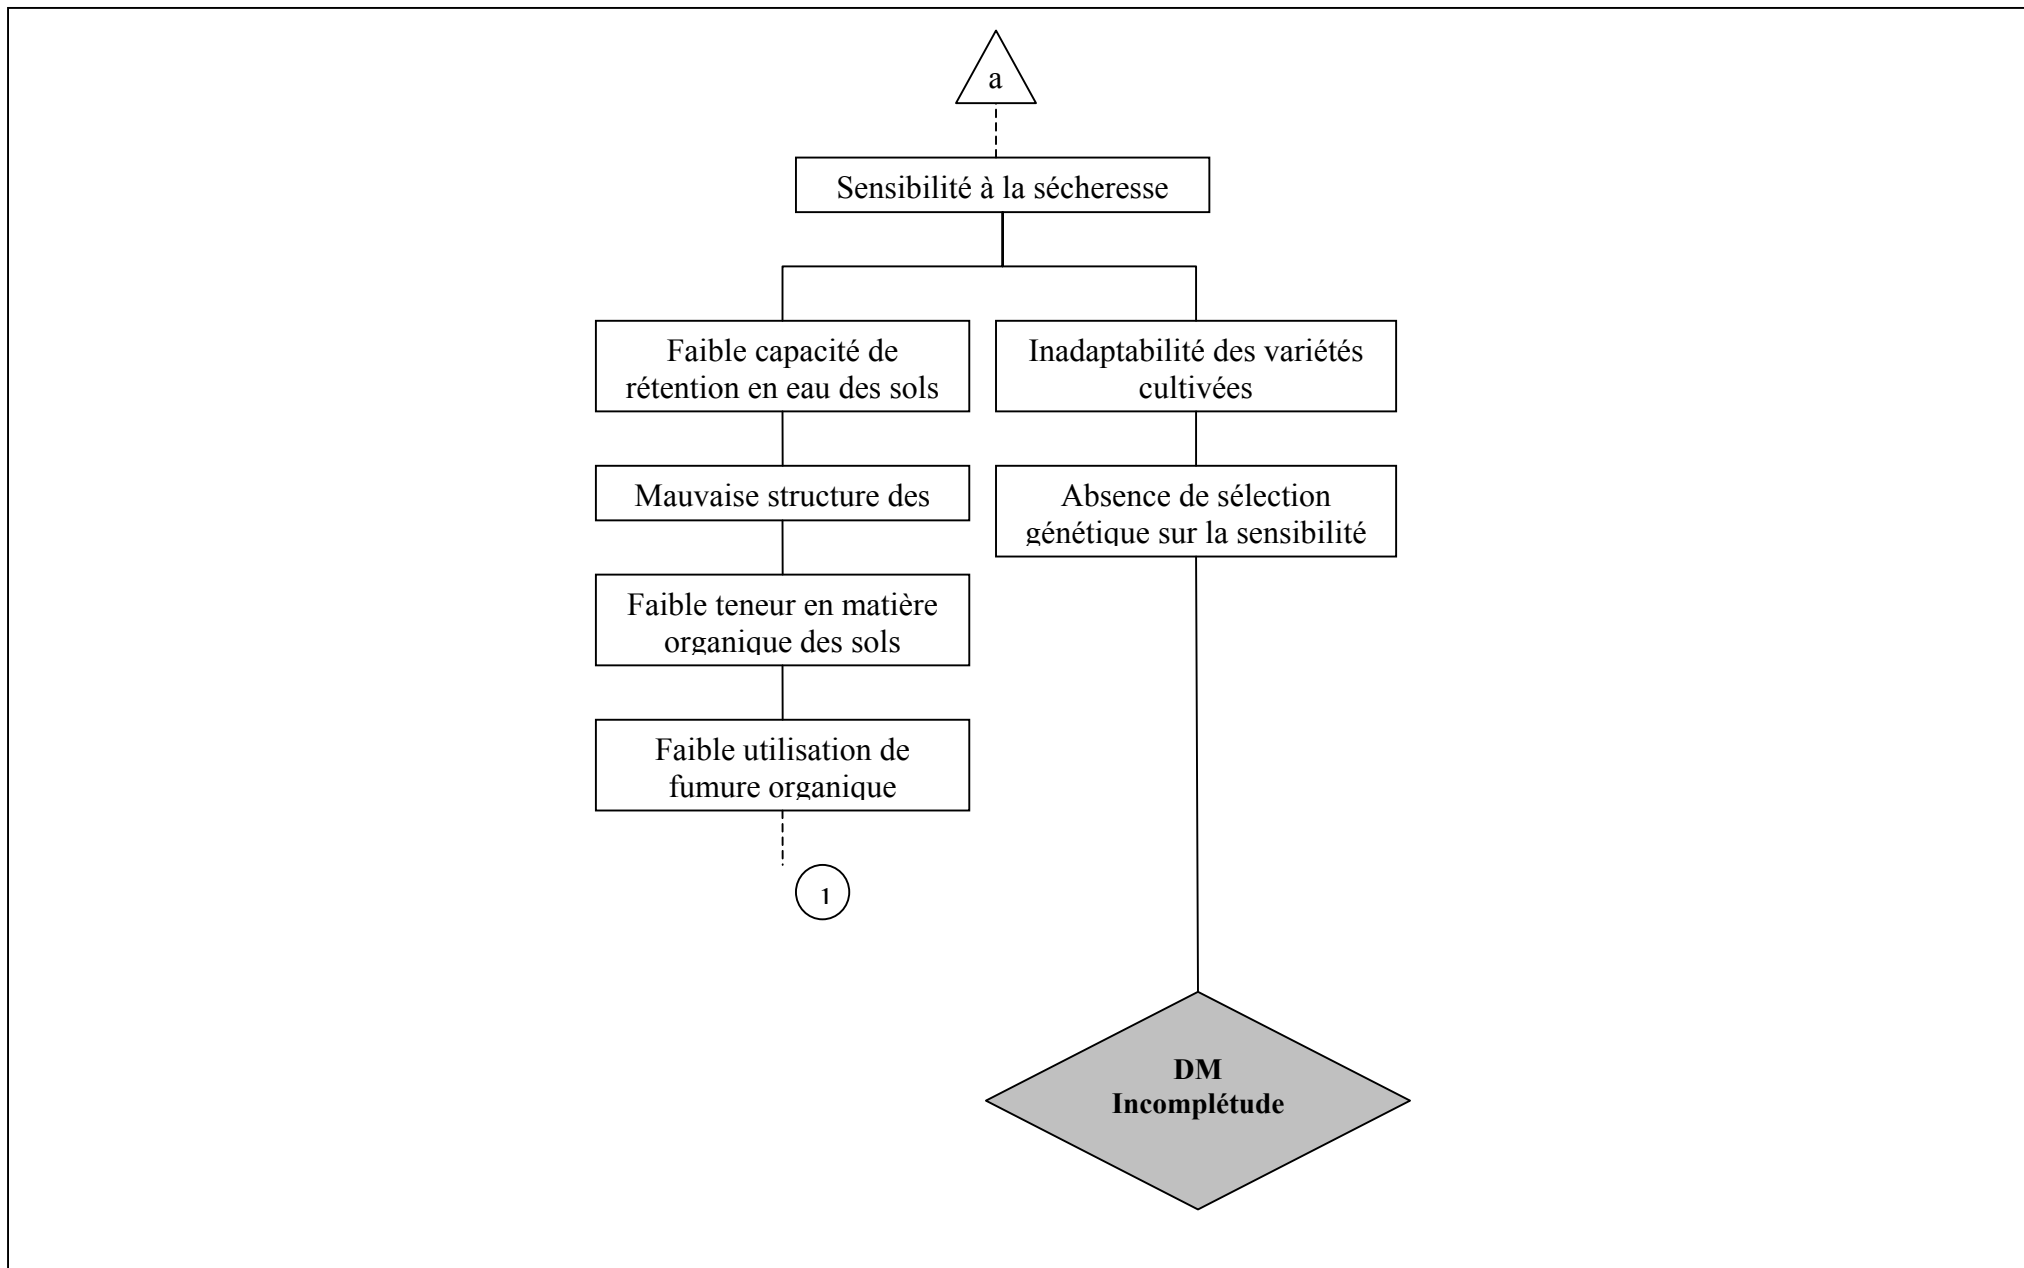 a
Sensibilité à la sécheresse
Faible capacité de
rétention en eau des sols
Inadaptabilité des variétés
cultivées
Mauvaise structure des
Absence de sélection
génétique sur la sensibilité
Faible teneur en matière
organique des sols
Faible utilisation de
fumure organique
1
DM
Incomplétude